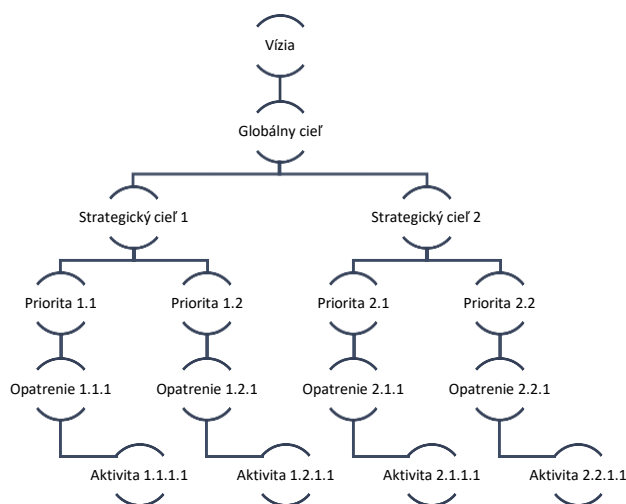 Vízia
Globálny cieľ
Strategický cieľ 1
Strategický cieľ 2
Priorita 1.1
Priorita 1.2
Priorita 2.1
Priorita 2.2
Opatrenie 1.1.1
Opatrenie 1.2.1
Opatrenie 2.1.1
Opatrenie 2.2.1
Aktivita 1.1.1.1
Aktivita 1.2.1.1
Aktivita 2.1.1.1
Aktivita 2.2.1.1